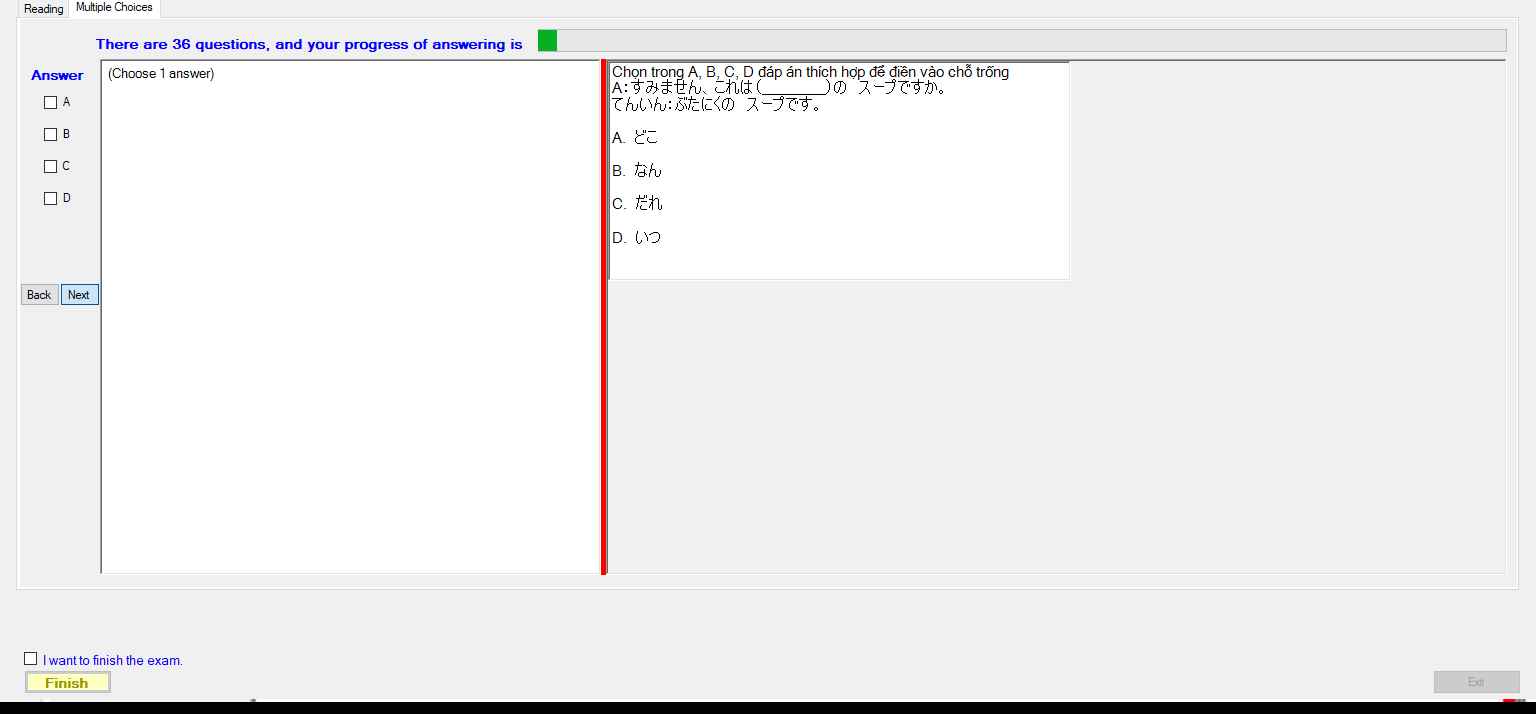 Reading
Multiple Choices
There are 36 questions, and your progress of answering is
Answer
(Choose 1 answer)
A
B
C
D
Back
Next
Chọn trong A, B, C, D đáp án thích hợp để điền vào chỗ trống
A:すみません、これは(________)の　スープですか。
てんいん:ぶたにくの　スープです。
A. どこ
B. なん
C. だれ
D. いつ
I want to finish the exam.
Finish
Exit